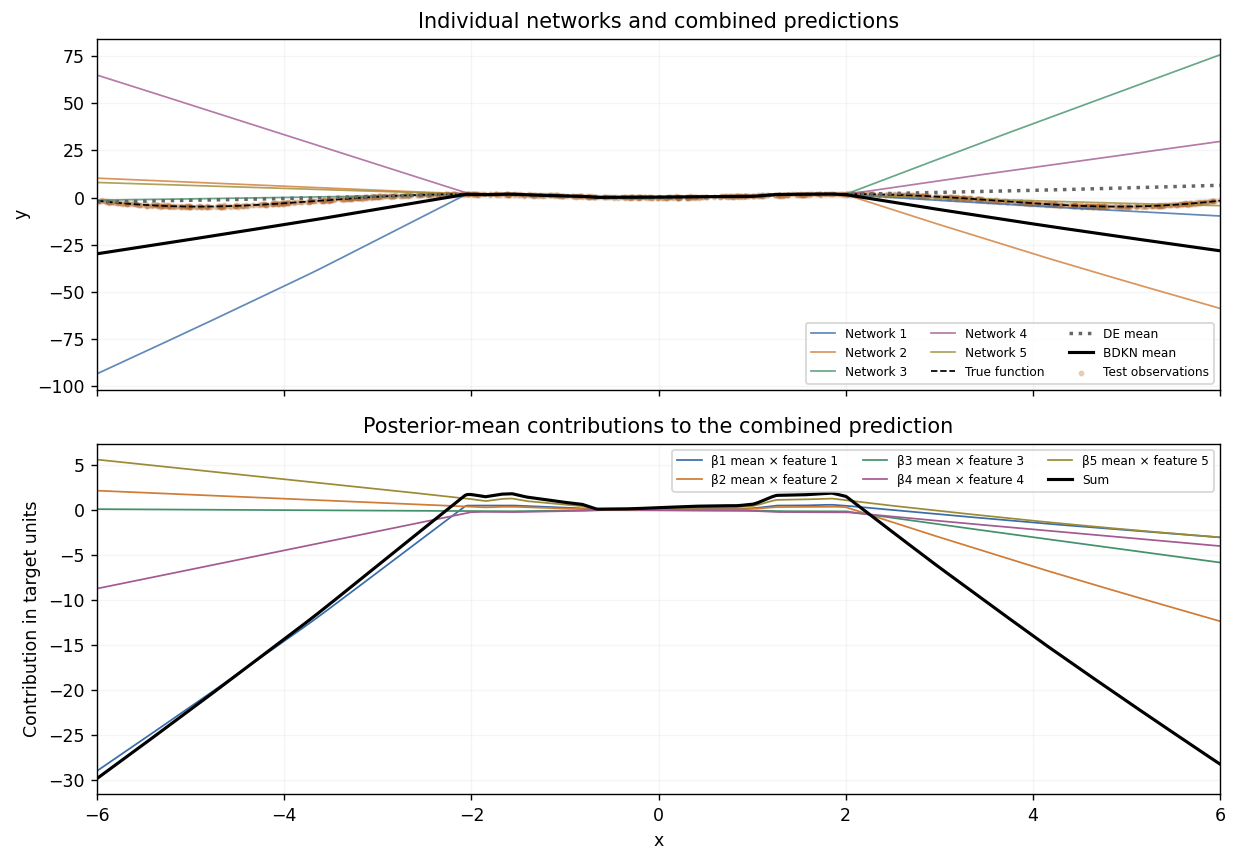 Individual networks and combined predictions
75
50
25
0
−25
−50
−75
−100
y
Network 1
Network 2
Network 3
Network 4
Network 5
True function
DE mean
BDKN mean
Test observations
Posterior-mean contributions to the combined prediction
5
0
−5
−10
−15
−20
−25
−30
Contribution in target units
β1 mean × feature 1
β2 mean × feature 2
β3 mean × feature 3
β4 mean × feature 4
β5 mean × feature 5
Sum
−6 −4 −2 0 2 4 6
x